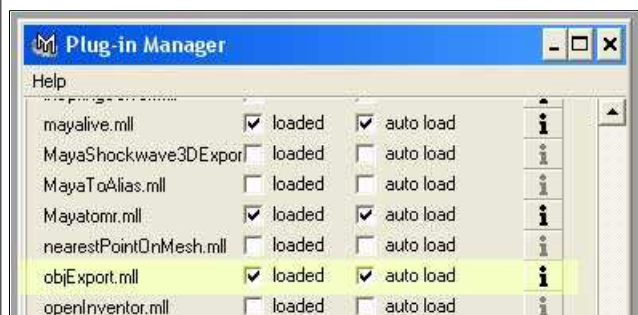 Plug-in Manager
Help
mayalive.mll loaded auto load i
MayaShockwave3DExpor loaded auto load i
MayaToAlias.mll loaded auto load i
Mayatomr.mll loaded auto load i
nearestPointOnMesh.mll loaded auto load i
objExport.mll loaded auto load i
openInventor.mll loaded auto load i